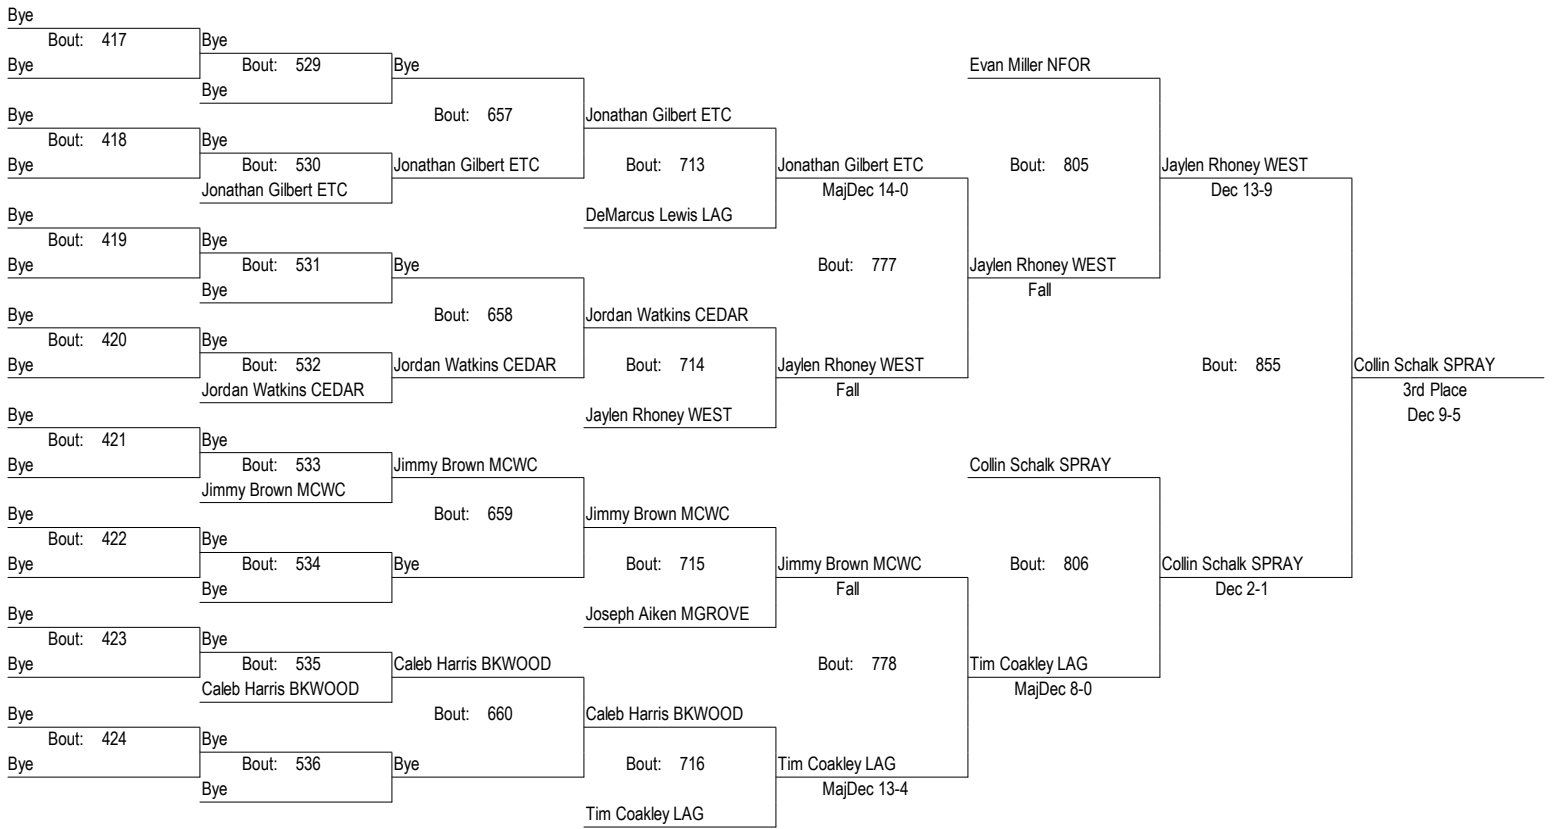 Bye
Bout: 417
Bye
Bye
Bout: 529
Bye
Bye
Bout: 418
Bye
Bye
Bout: 530
Jonathan Gilbert ETC
Bye
Bout: 419
Bye
Bye
Bout: 531
Bye
Bye
Bout: 420
Bye
Bye
Bout: 532
Jordan Watkins CEDAR
Bye
Bout: 421
Bye
Bye
Bout: 533
Jimmy Brown MCWC
Bye
Bout: 422
Bye
Bye
Bout: 534
Bye
Bye
Bout: 423
Bye
Bye
Bout: 535
Caleb Harris BKWOOD
Bye
Bout: 424
Bye
Bye
Bout: 536
Bye
Bye
Bout: 657
Jonathan Gilbert ETC
Bye
Bout: 658
Jordan Watkins CEDAR
Jimmy Brown MCWC
Bout: 659
Bye
Caleb Harris BKWOOD
Bout: 660
Bye
Jonathan Gilbert ETC
Bout: 713
DeMarcus Lewis LAG
Jordan Watkins CEDAR
Bout: 714
Jaylen Rhoney WEST
Jimmy Brown MCWC
Bout: 715
Joseph Aiken MGROVE
Caleb Harris BKWOOD
Bout: 716
Tim Coakley LAG
Jonathan Gilbert ETC
MajDec 14-0
Bout: 777
Jaylen Rhoney WEST
Fall
Jimmy Brown MCWC
Fall
Bout: 778
Tim Coakley LAG
MajDec 13-4
Evan Miller NFOR
Bout: 805
Jaylen Rhoney WEST
Fall
Collin Schalk SPRAY
Bout: 806
Tim Coakley LAG
MajDec 8-0
Jaylen Rhoney WEST
Dec 13-9
Bout: 855
Collin Schalk SPRAY
Dec 2-1
Collin Schalk SPRAY
3rd Place
Dec 9-5